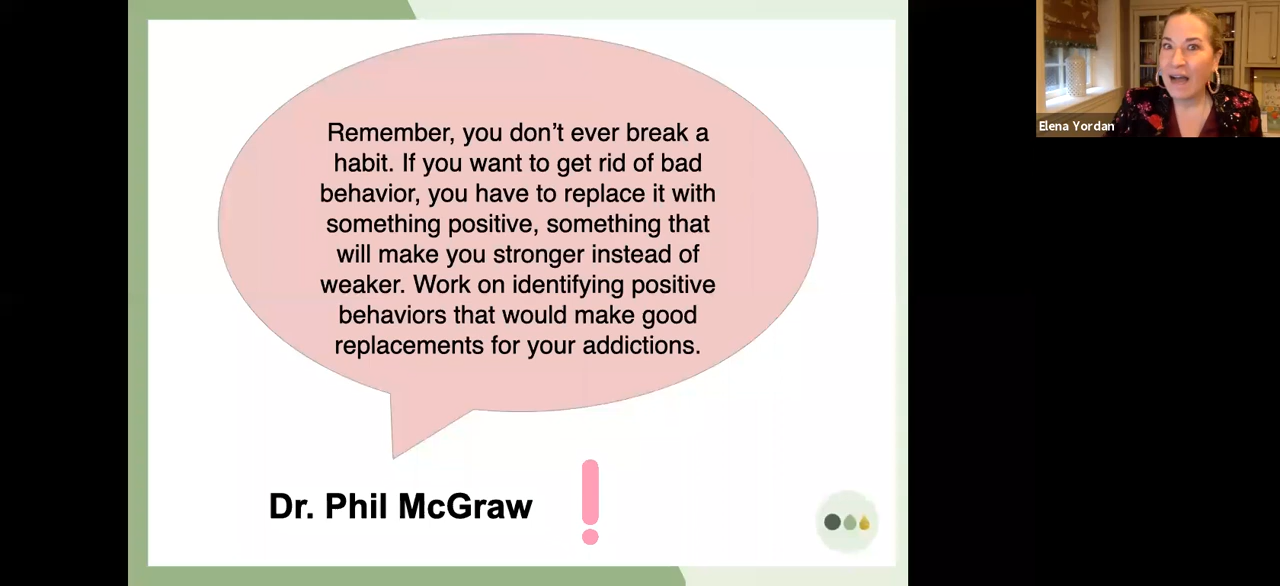 Remember, you don't ever break a
habit. If you want to get rid of bad
behavior, you have to replace it with
something positive, something that
will make you stronger instead of
weaker. Work on identifying positive
behaviors that would make good
replacements for your addictions.
Dr. Phil McGraw !
Elena Yordan